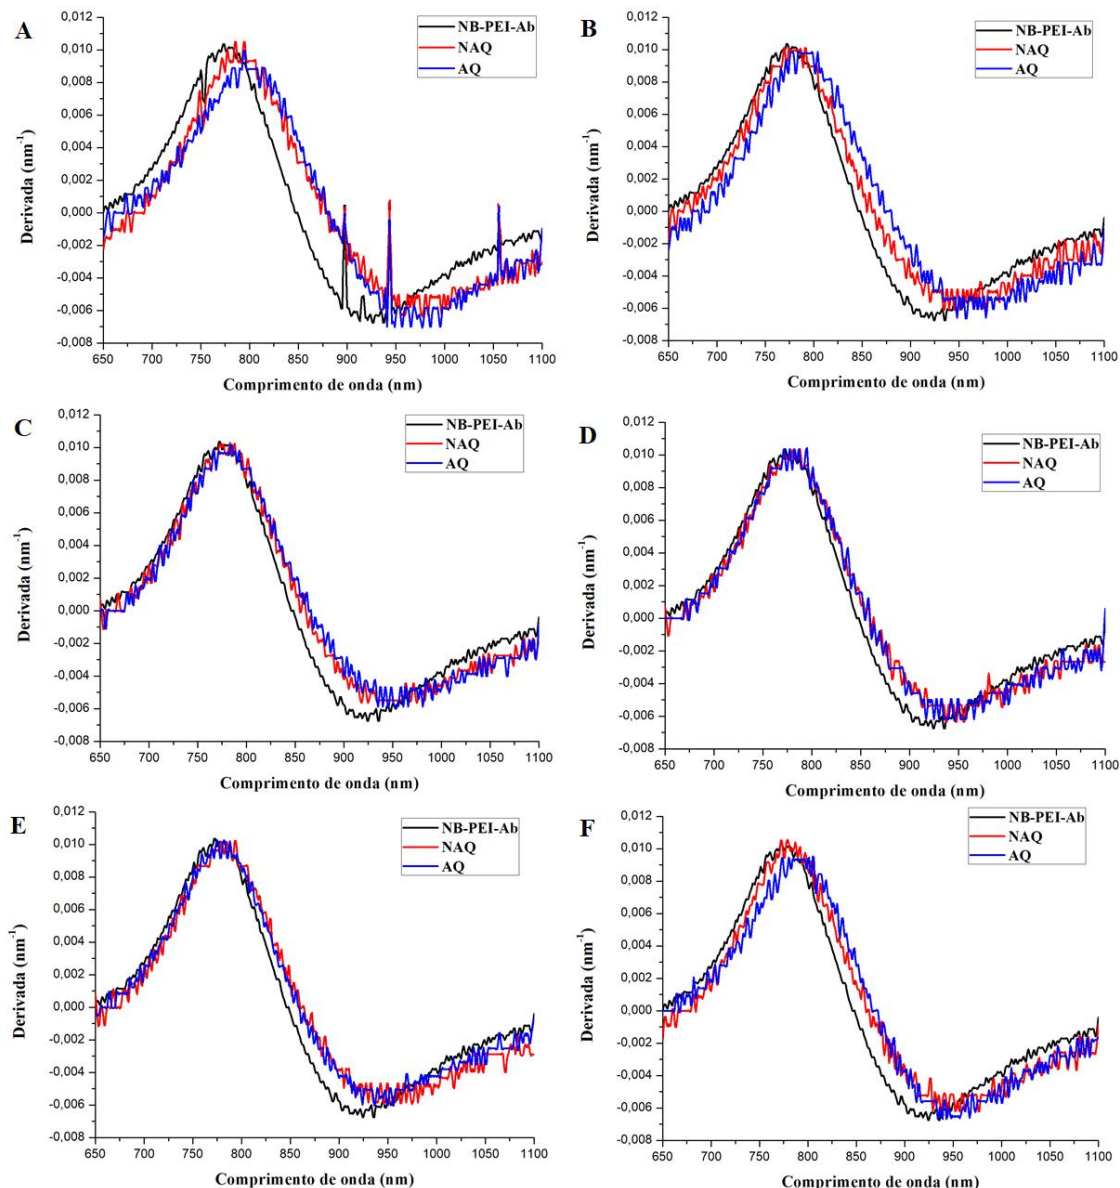 A
Derivada (nm-1)
0,012
0,010
0,008
0,006
0,004
0,002
0,000
-0,002
-0,004
-0,006
-0,008
NB-PEI-Ab
NAQ
AQ
650 700 750 800 850 900 950 1000 1050 1100
Comprimento de onda (nm)
B
Derivada (nm-1)
0,012
0,010
0,008
0,006
0,004
0,002
0,000
-0,002
-0,004
-0,006
-0,008
NB-PEI-Ab
NAQ
AQ
650 700 750 800 850 900 950 1000 1050 1100
Comprimento de onda (nm)
C
Derivada (nm-1)
0,012
0,010
0,008
0,006
0,004
0,002
0,000
-0,002
-0,004
-0,006
-0,008
NB-PEI-Ab
NAQ
AQ
650 700 750 800 850 900 950 1000 1050 1100
Comprimento de onda (nm)
D
Derivada (nm-1)
0,012
0,010
0,008
0,006
0,004
0,002
0,000
-0,002
-0,004
-0,006
-0,008
NB-PEI-Ab
NAQ
AQ
650 700 750 800 850 900 950 1000 1050 1100
Comprimento de onda (nm)
E
Derivada (nm-1)
0,012
0,010
0,008
0,006
0,004
0,002
0,000
-0,002
-0,004
-0,006
-0,008
NB-PEI-Ab
NAQ
AQ
650 700 750 800 850 900 950 1000 1050 1100
Comprimento de onda (nm)
F
Derivada (nm-1)
0,012
0,010
0,008
0,006
0,004
0,002
0,000
-0,002
-0,004
-0,006
-0,008
NB-PEI-Ab
NAQ
AQ
650 700 750 800 850 900 950 1000 1050 1100
Comprimento de onda (nm)